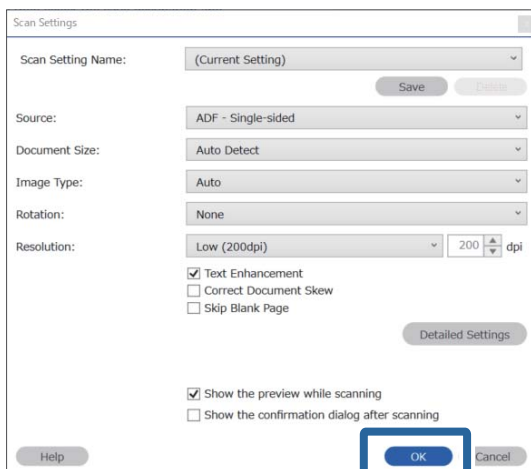 Scan Settings
Scan Setting Name: (Current Setting)
Save Delete
Source: ADF - Single-sided
Document Size: Auto Detect
Image Type: Auto
Rotation: None
Resolution: Low (200dpi) 200 dpi
Text Enhancement
Correct Document Skew
Skip Blank Page
Detailed Settings
Show the preview while scanning
Show the confirmation dialog after scanning
Help OK Cancel